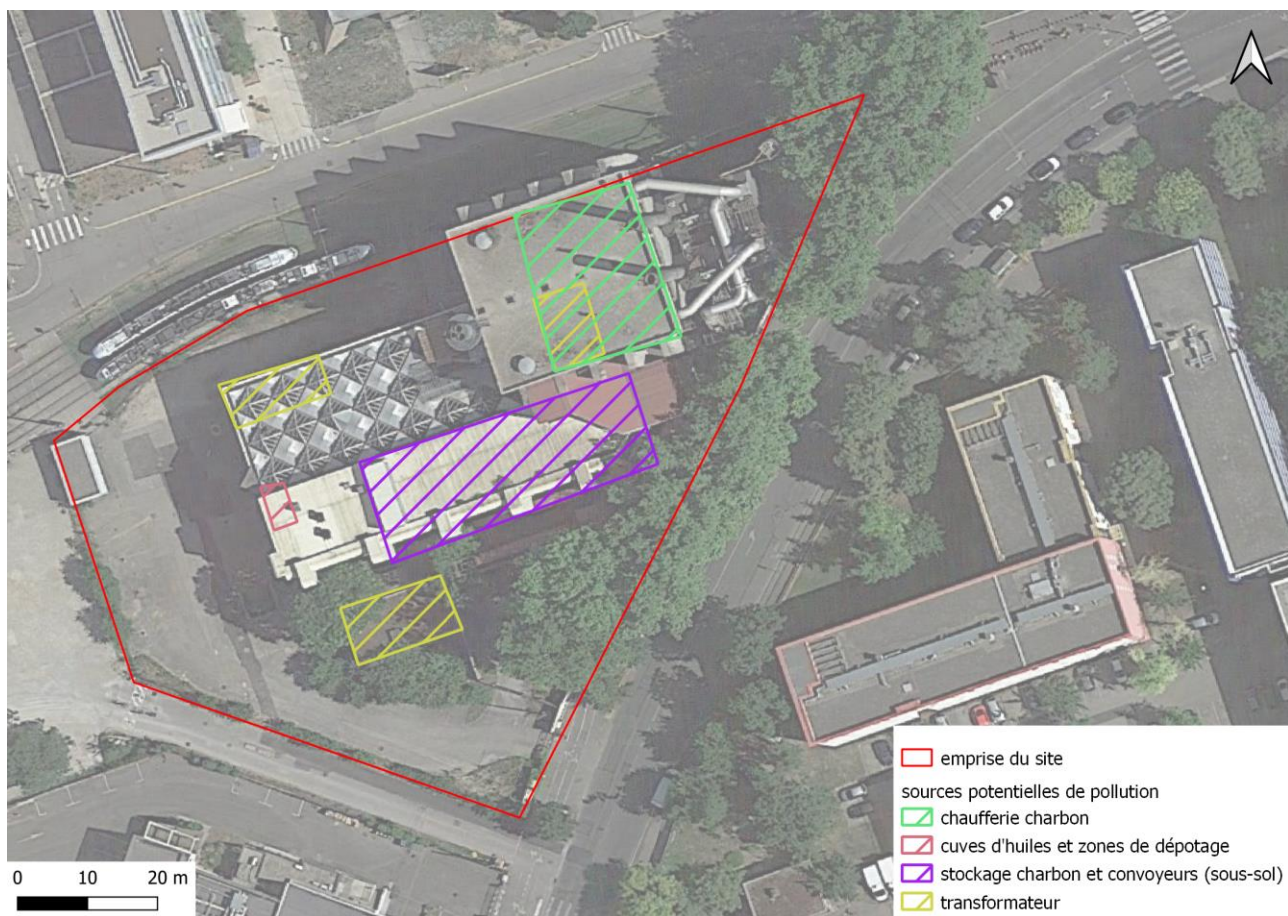 emprise du site
sources potentielles de pollution
chaufferie charbon
cuves d'huiles et zones de dépotage
stockage charbon et convoyeurs (sous-sol)
transformateur
0 10 20 m